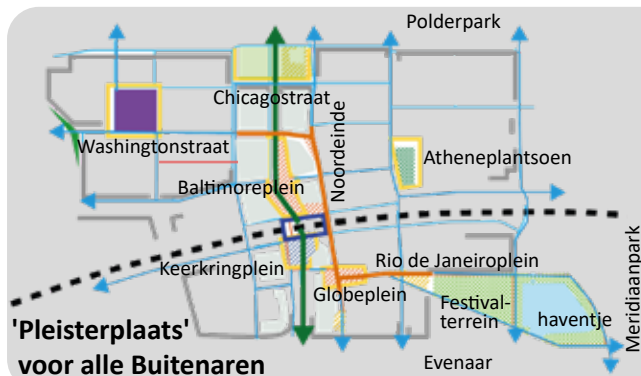 Polderpark
Chicagostraat
Noordeinde
Washingtonstraat
Atheneplantsoen
Baltimoreplein
Keerkringplein
Rio de Janeiroplein
Globeplein
Festival-
terrein
haventje
Meridiaanpark
'Pleisterplaats'
voor alle Buitenaren
Evenaar